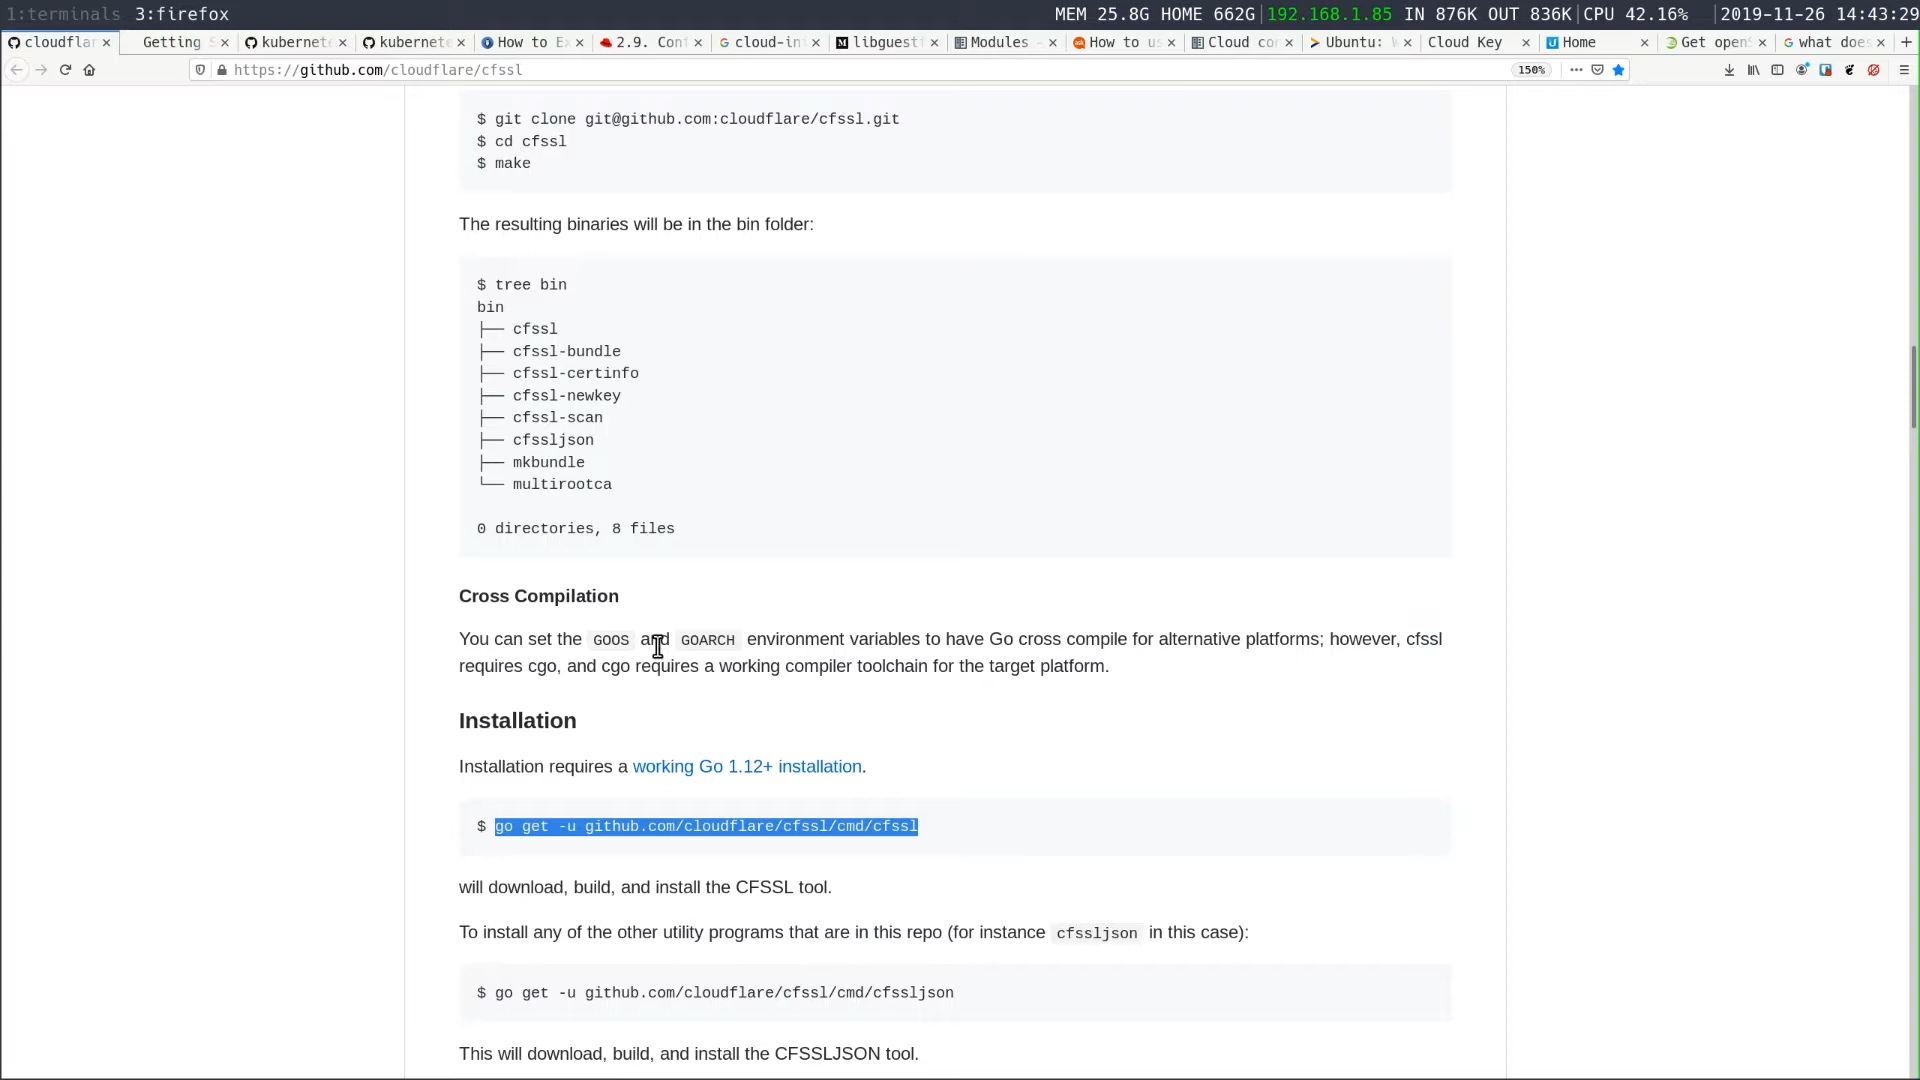 1:terminals 3:firefox MEM 25.8G HOME 662G|192.168.1.85 IN 876K OUT 836K|CPU 42.16% |2019-11-26 14:43:29
cloudflar × Getting S × kubernete × kubernete × How to Ex × 2.9. Con × cloud-in × libguest × Modules - × How to us × Cloud co × Ubuntu: × Cloud Key × Home × Get open × what does × +
https://github.com/cloudflare/cfssl 150%
$ git clone git@github.com:cloudflare/cfssl.git
$ cd cfssl
$ make
The resulting binaries will be in the bin folder:
$ tree bin
bin
├── cfssl
├── cfssl-bundle
├── cfssl-certinfo
├── cfssl-newkey
├── cfssl-scan
├── cfssljson
├── mkbundle
└── multirootca
0 directories, 8 files
Cross Compilation
You can set the GOOS and GOARCH environment variables to have Go cross compile for alternative platforms; however, cfssl
requires cgo, and cgo requires a working compiler toolchain for the target platform.
Installation
Installation requires a working Go 1.12+ installation.
$ go get -u github.com/cloudflare/cfssl/cmd/cfssl
will download, build, and install the CFSSL tool.
To install any of the other utility programs that are in this repo (for instance cfssljson in this case):
$ go get -u github.com/cloudflare/cfssl/cmd/cfssljson
This will download, build, and install the CFSSLJSON tool.